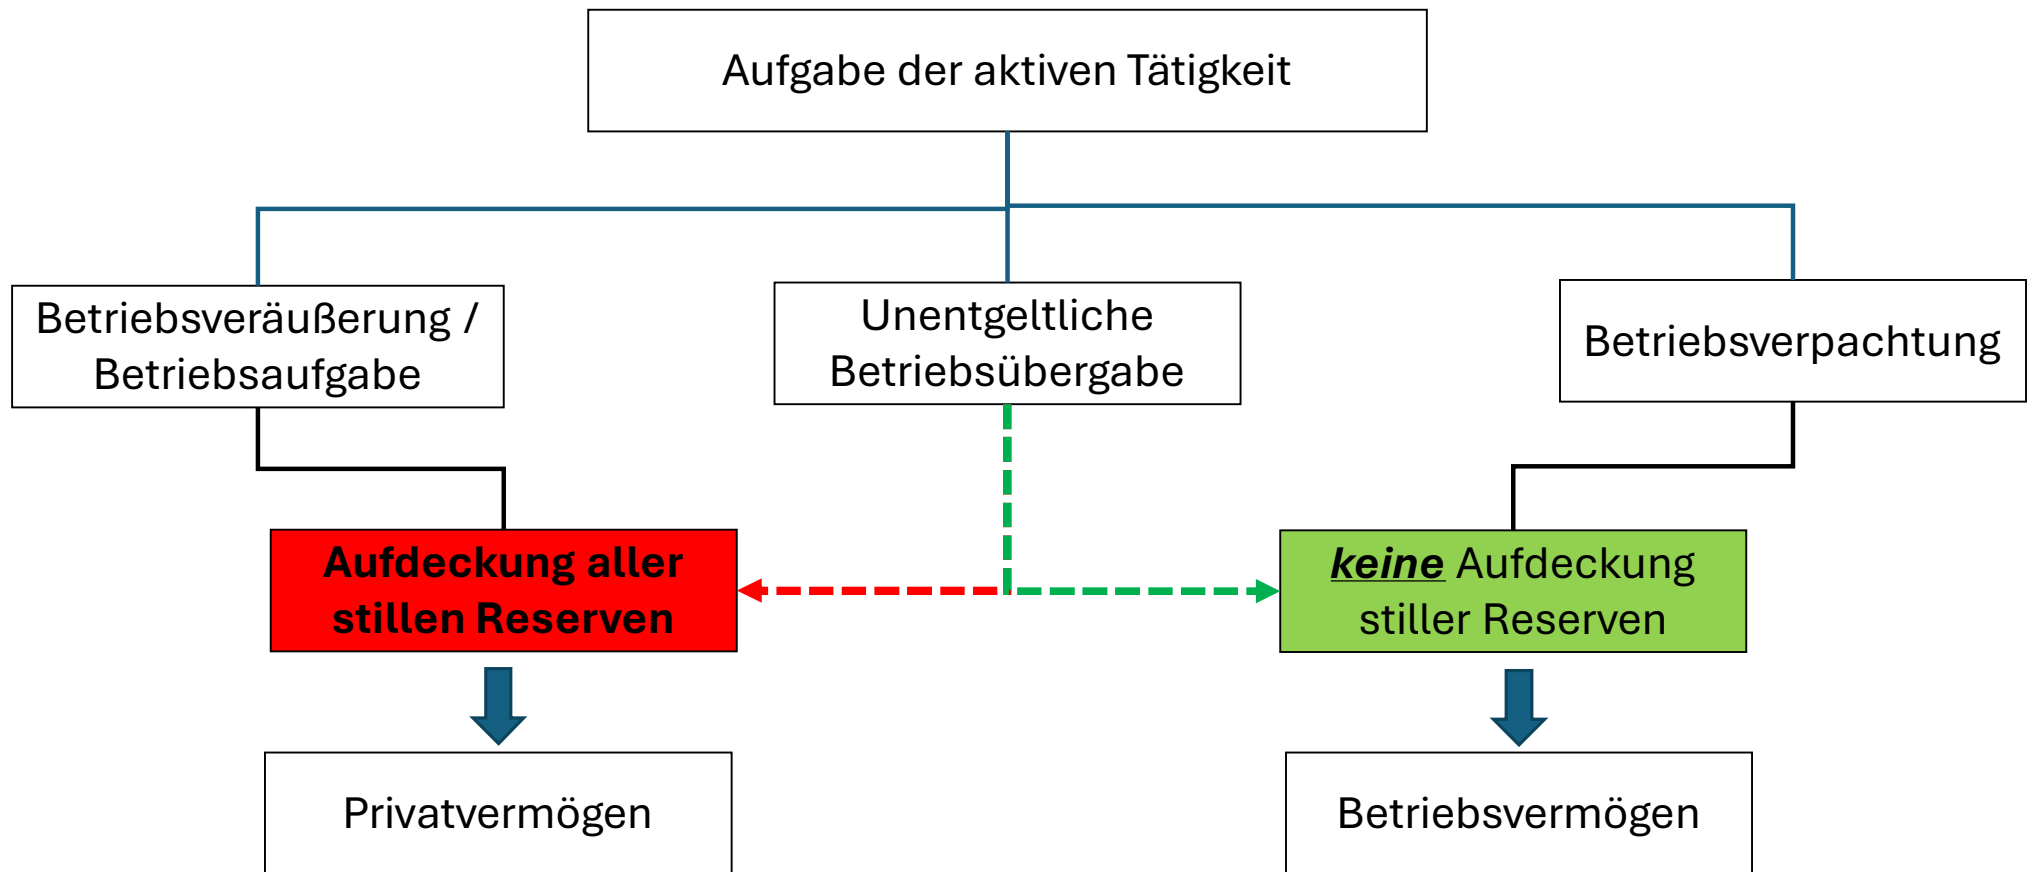 Aufgabe der aktiven Tätigkeit
Betriebsveräußerung /
Betriebsaufgabe
Unentgeltliche
Betriebsübergabe
Betriebsverpachtung
Aufdeckung aller
stillen Reserven
keine Aufdeckung
stiller Reserven
Privatvermögen
Betriebsvermögen